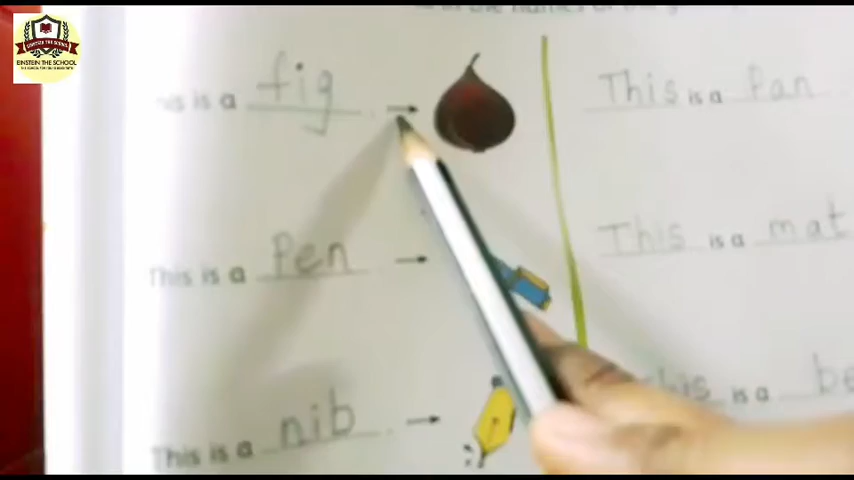 EINSTEIN THE SCHOOL
is a fig
This is a Pan
This is a Pen
This is a mat
This is a nib
is a